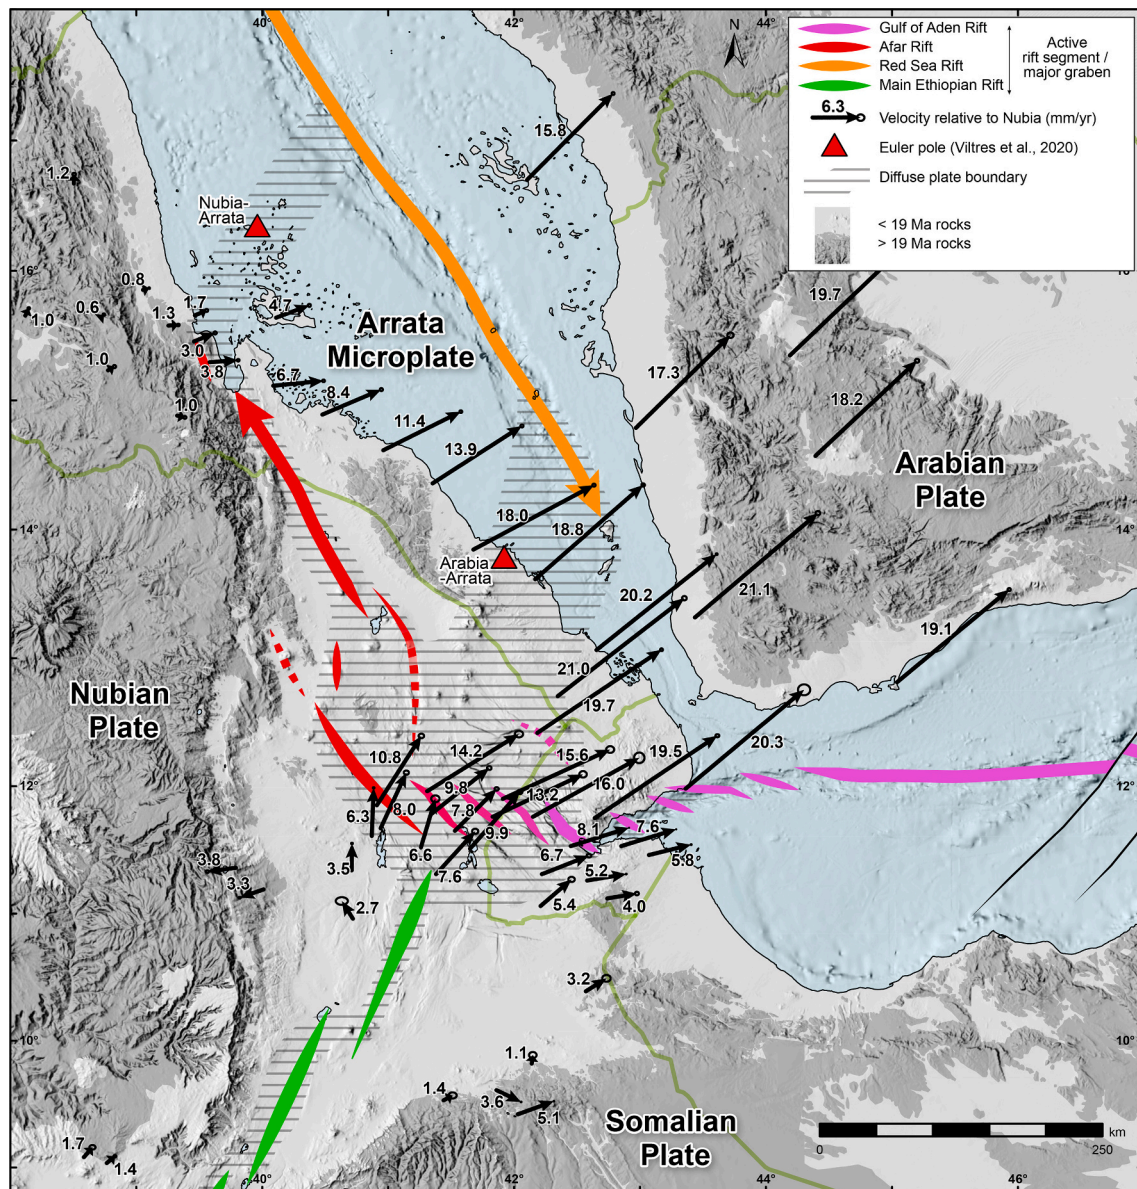 40°
42°
44°
N
Gulf of Aden Rift
Afar Rift
Red Sea Rift
Main Ethiopian Rift
Active
rift segment /
major graben
6.3
Velocity relative to Nubia (mm/yr)
Euler pole (Viltres et al., 2020)
Diffuse plate boundary
< 19 Ma rocks
> 19 Ma rocks
15.8
1.2
Nubia-
Arrata
16°
0.8
19.7
1.7
4.7
0.6
1.3
1.0
Arrata
Microplate
3.0
1.0
3.8
6.7
17.3
8.4
18.2
1.0
11.4
13.9
Arabian
Plate
14°
18.0
18.8
14°
Arabia
-Arrata
20.2
21.1
19.1
21.0
Nubian
Plate
19.7
10.8
14.2
15.6
19.5
20.3
12°
9.8
16.0
12°
6.3
8.0
7.8
13.2
9.9
8.1
7.6
6.6
6.7
5.8
3.8
3.5
7.6
5.2
3.3
5.4
4.0
2.7
3.2
10°
10°
1.1
1.4
3.6
5.1
Somalian
Plate
km
0
250
1.7
1.4
40°
42°
44°
46°